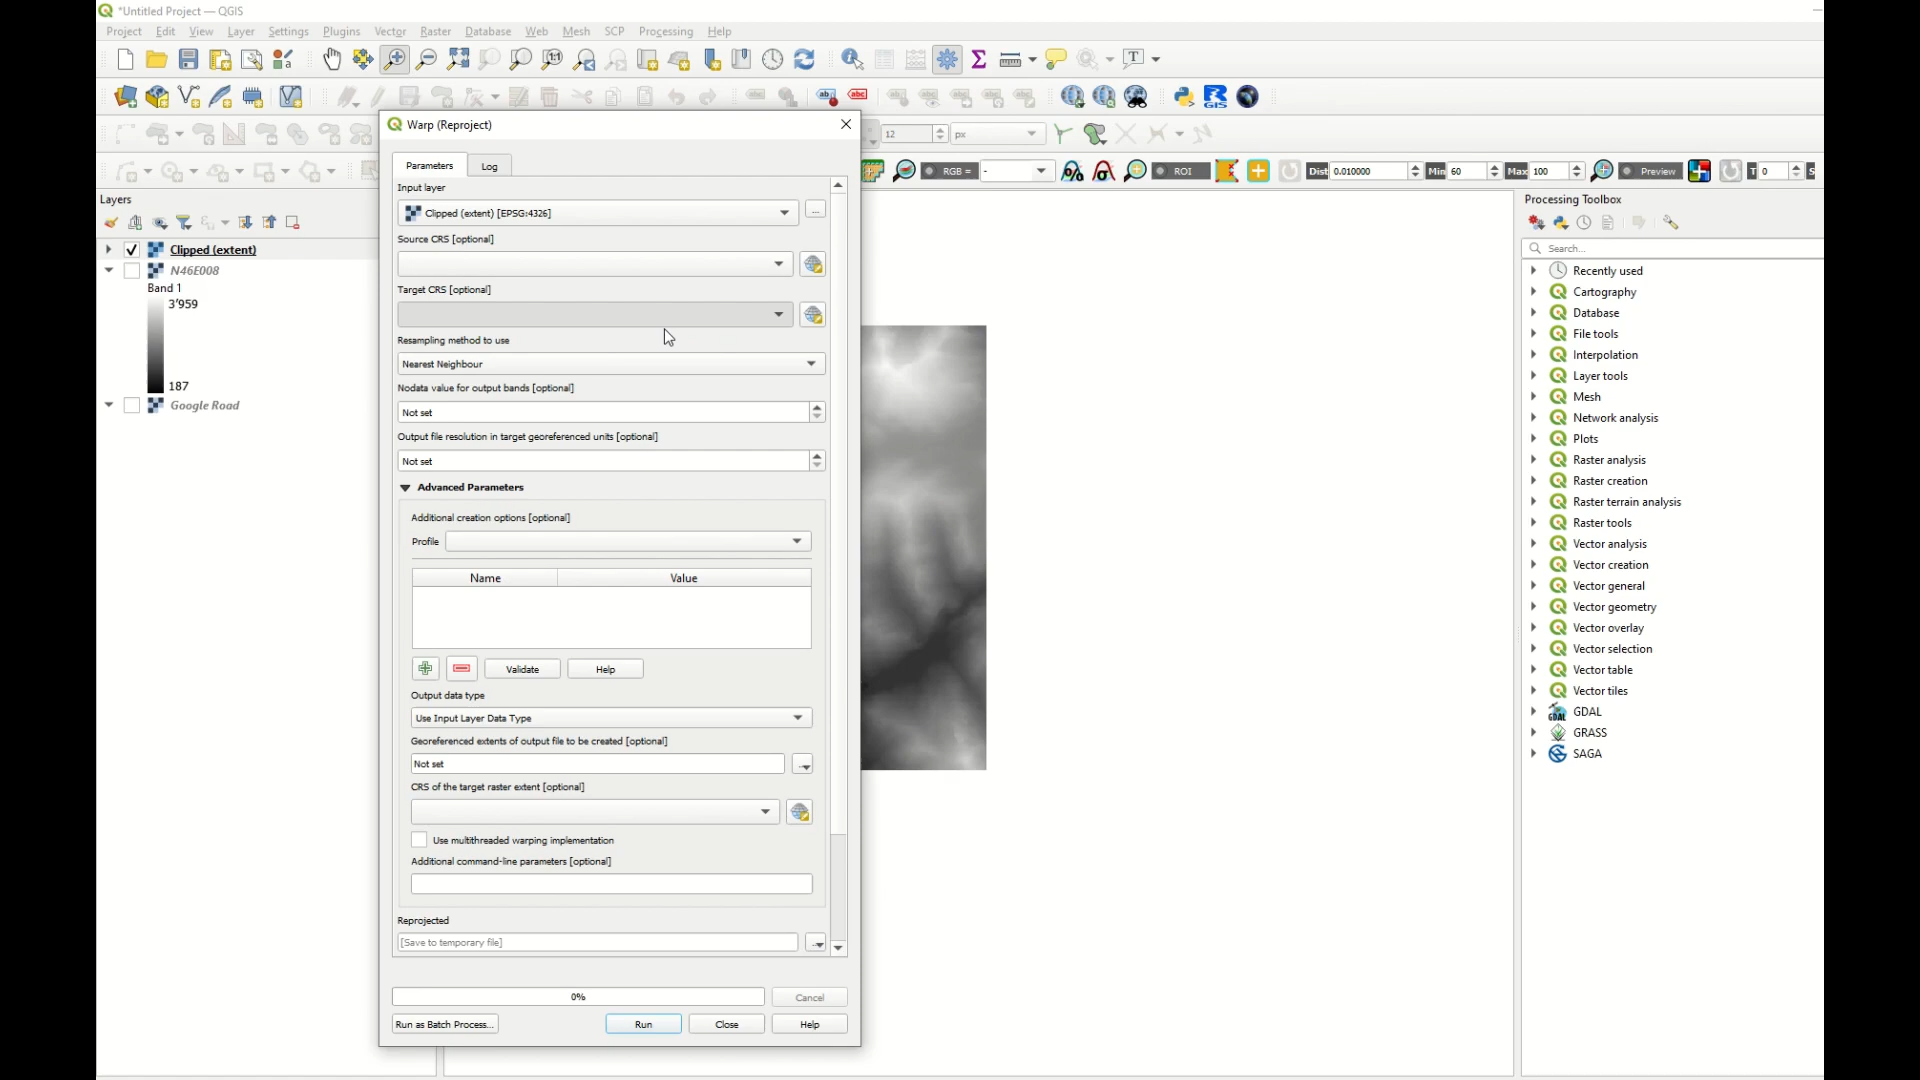 *Untitled Project — QGIS
Project Edit View Layer Settings Plugins Vector Raster Database Web Mesh SCP Processing Help
12 px
RGB = - ROI Dist 0.010000 Min 60 Max 100 Preview T 0 S
Warp (Reproject)
Parameters Log
Input layer
Clipped (extent) [EPSG:4326]
Source CRS [optional]
Target CRS [optional]
Resampling method to use
Nearest Neighbour
Nodata value for output bands [optional]
Not set
Output file resolution in target georeferenced units [optional]
Not set
Advanced Parameters
Additional creation options [optional]
Profile
Name Value
Validate Help
Output data type
Use Input Layer Data Type
Georeferenced extents of output file to be created [optional]
Not set
CRS of the target raster extent [optional]
Use multithreaded warping implementation
Additional command-line parameters [optional]
Reprojected
[Save to temporary file]
0% Cancel
Run as Batch Process... Run Close Help
Layers
Clipped (extent)
N46E008
Band 1
3'959
187
Google Road
Processing Toolbox
Search...
Recently used
Cartography
Database
File tools
Interpolation
Layer tools
Mesh
Network analysis
Plots
Raster analysis
Raster creation
Raster terrain analysis
Raster tools
Vector analysis
Vector creation
Vector general
Vector geometry
Vector overlay
Vector selection
Vector table
Vector tiles
GDAL
GRASS
SAGA